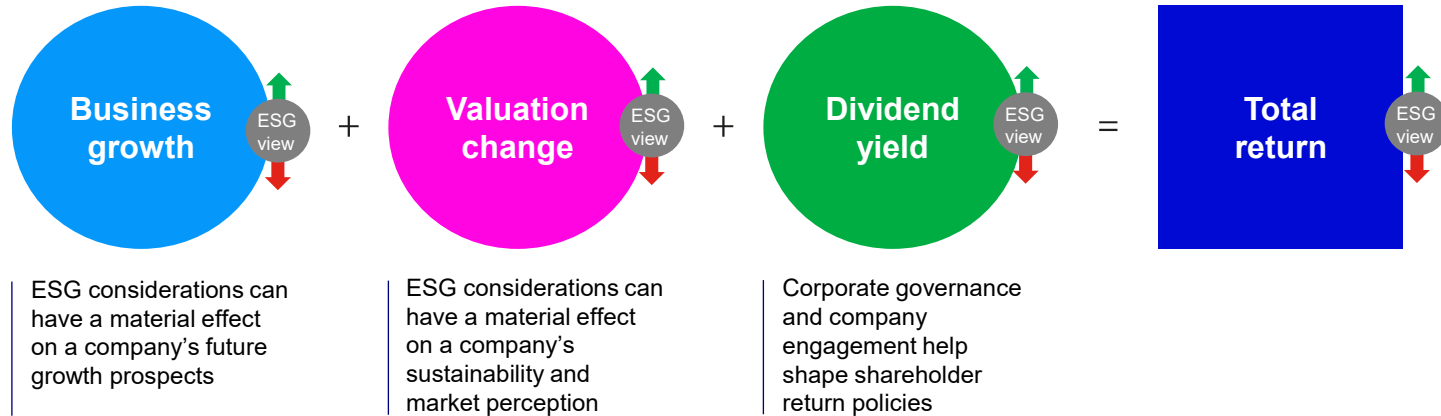 Business
growth
ESG
view
+
Valuation
change
ESG
view
+
Dividend
yield
ESG
view
=
Total
return
ESG
view
ESG considerations can
have a material effect
on a company’s future
growth prospects
ESG considerations can
have a material effect
on a company’s
sustainability and
market perception
Corporate governance
and company
engagement help
shape shareholder
return policies